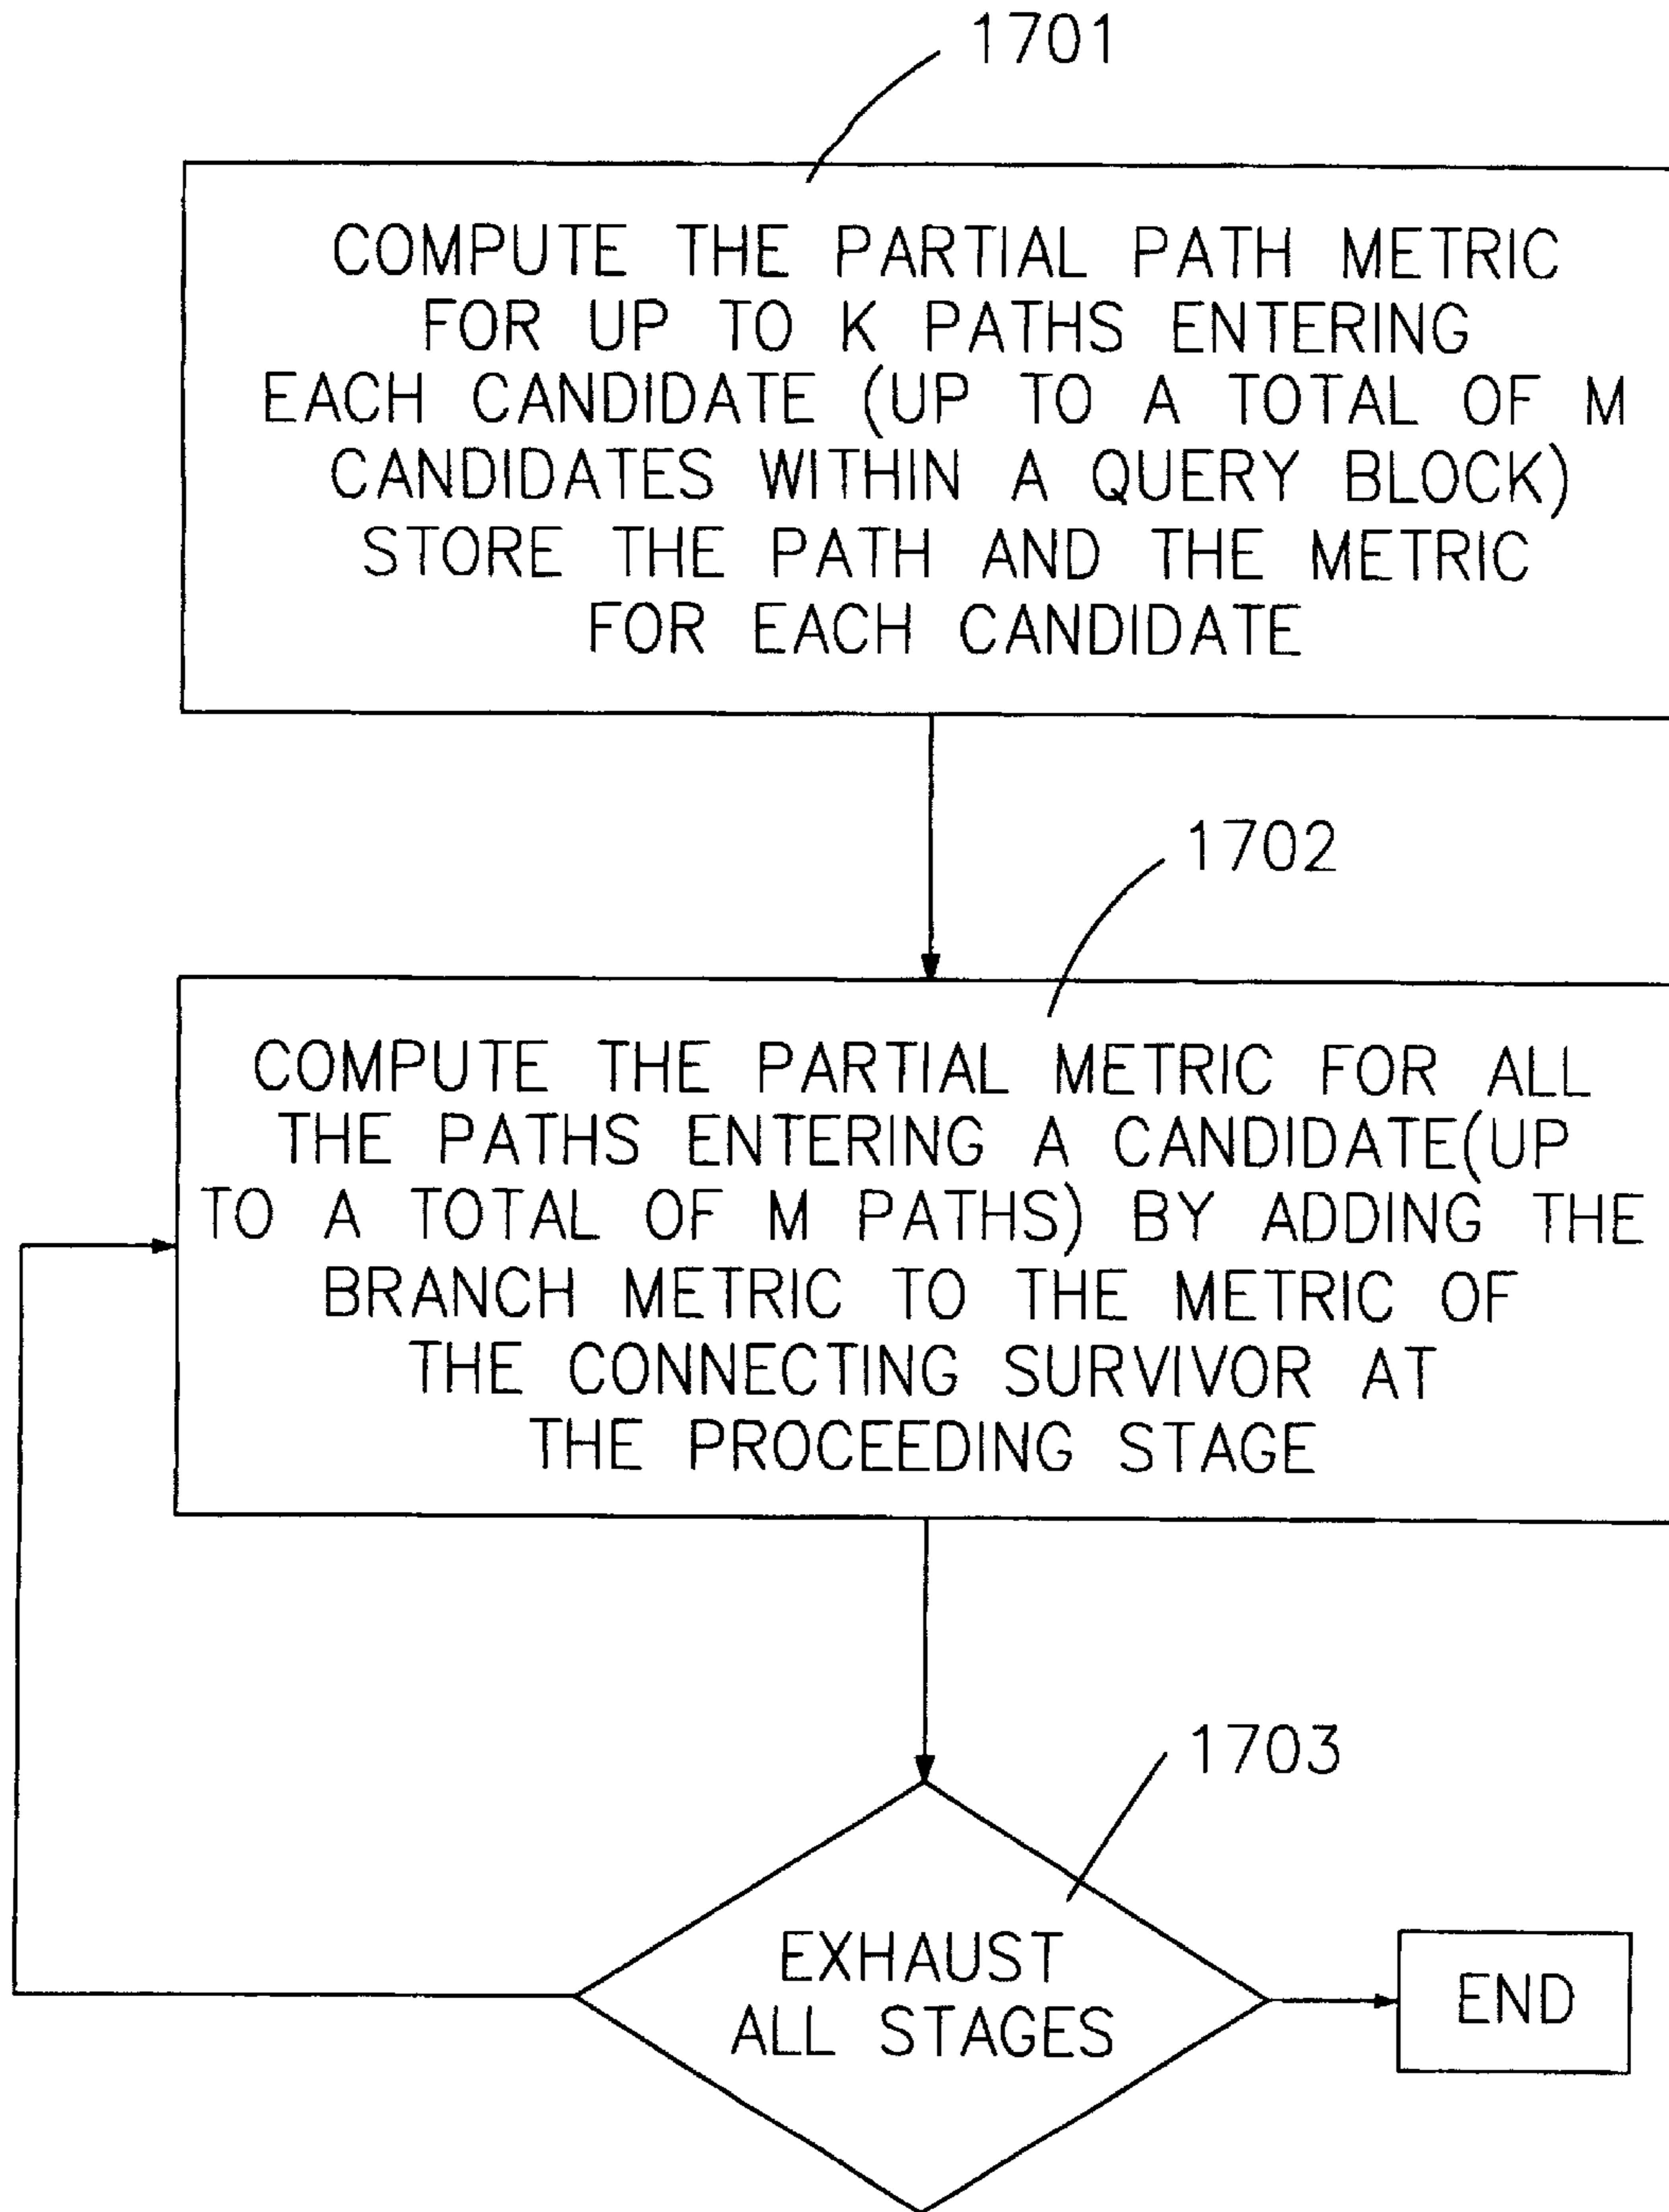 1701
COMPUTE THE PARTIAL PATH METRIC
FOR UP TO K PATHS ENTERING
EACH CANDIDATE (UP TO A TOTAL OF M
CANDIDATES WITHIN A QUERY BLOCK)
STORE THE PATH AND THE METRIC
FOR EACH CANDIDATE
1702
COMPUTE THE PARTIAL METRIC FOR ALL
THE PATHS ENTERING A CANDIDATE(UP
TO A TOTAL OF M PATHS) BY ADDING THE
BRANCH METRIC TO THE METRIC OF
THE CONNECTING SURVIVOR AT
THE PROCEEDING STAGE
1703
EXHAUST
ALL STAGES
END